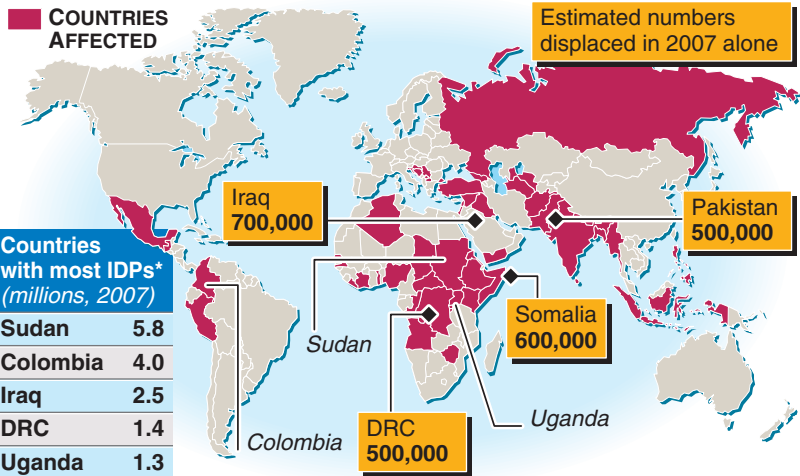 COUNTRIES
AFFECTED
Estimated numbers
displaced in 2007 alone
Iraq
700,000
Pakistan
500,000
Countries
with most IDPs*
(millions, 2007)
Sudan 5.8
Colombia 4.0
Iraq 2.5
DRC 1.4
Uganda 1.3
Sudan
Somalia
600,000
Colombia
DRC
500,000
Uganda